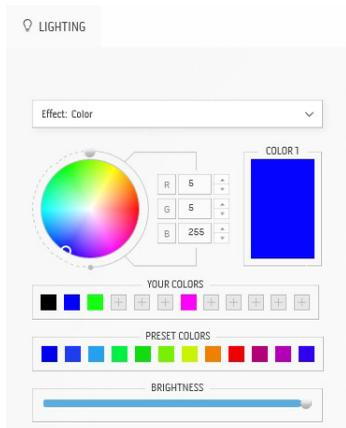 LIGHTING
Effect: Color
COLOR 1
R 5
G 5
B 255
YOUR COLORS
PRESET COLORS
BRIGHTNESS